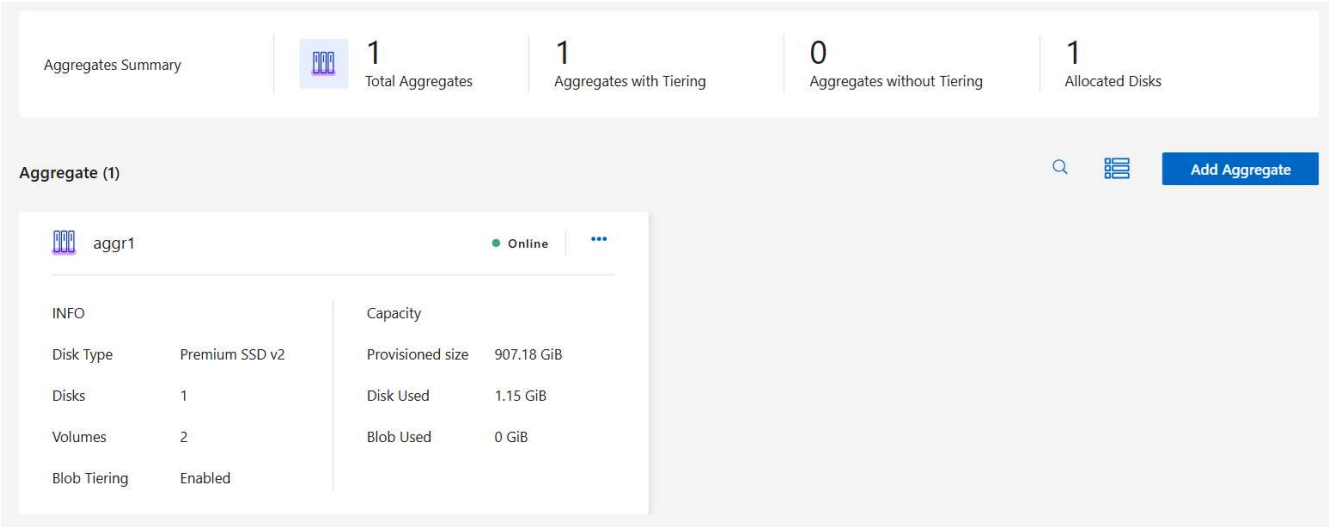 Aggregates Summary
1
Total Aggregates
1
Aggregates with Tiering
0
Aggregates without Tiering
1
Allocated Disks
Aggregate (1)
Add Aggregate
aggr1
Online
INFO
Disk Type Premium SSD v2
Disks 1
Volumes 2
Blob Tiering Enabled
Capacity
Provisioned size 907.18 GiB
Disk Used 1.15 GiB
Blob Used 0 GiB